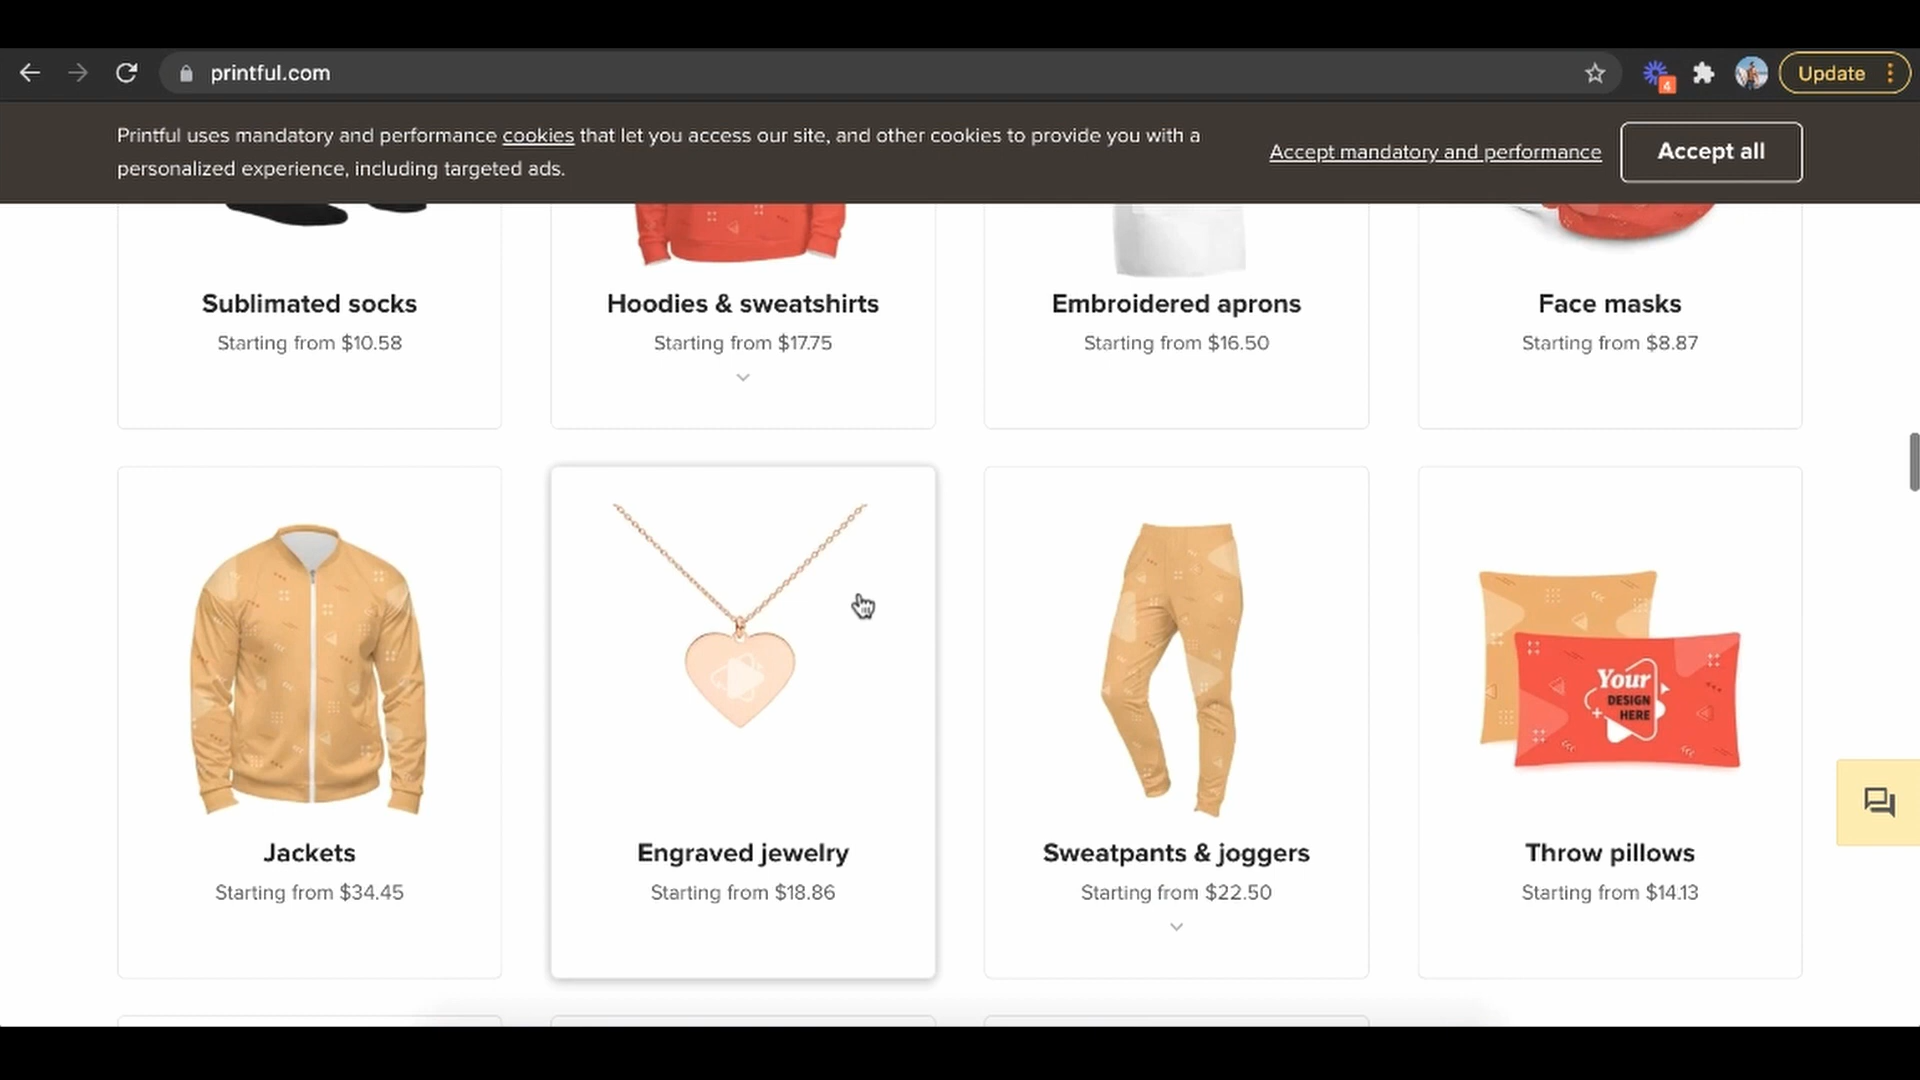 printful.com
4
Update
Printful uses mandatory and performance cookies that let you access our site, and other cookies to provide you with a
personalized experience, including targeted ads.
Accept mandatory and performance
Accept all
Sublimated socks
Starting from $10.58
Hoodies & sweatshirts
Starting from $17.75
Embroidered aprons
Starting from $16.50
Face masks
Starting from $8.87
Jackets
Starting from $34.45
Engraved jewelry
Starting from $18.86
Sweatpants & joggers
Starting from $22.50
Your
DESIGN
HERE
Throw pillows
Starting from $14.13